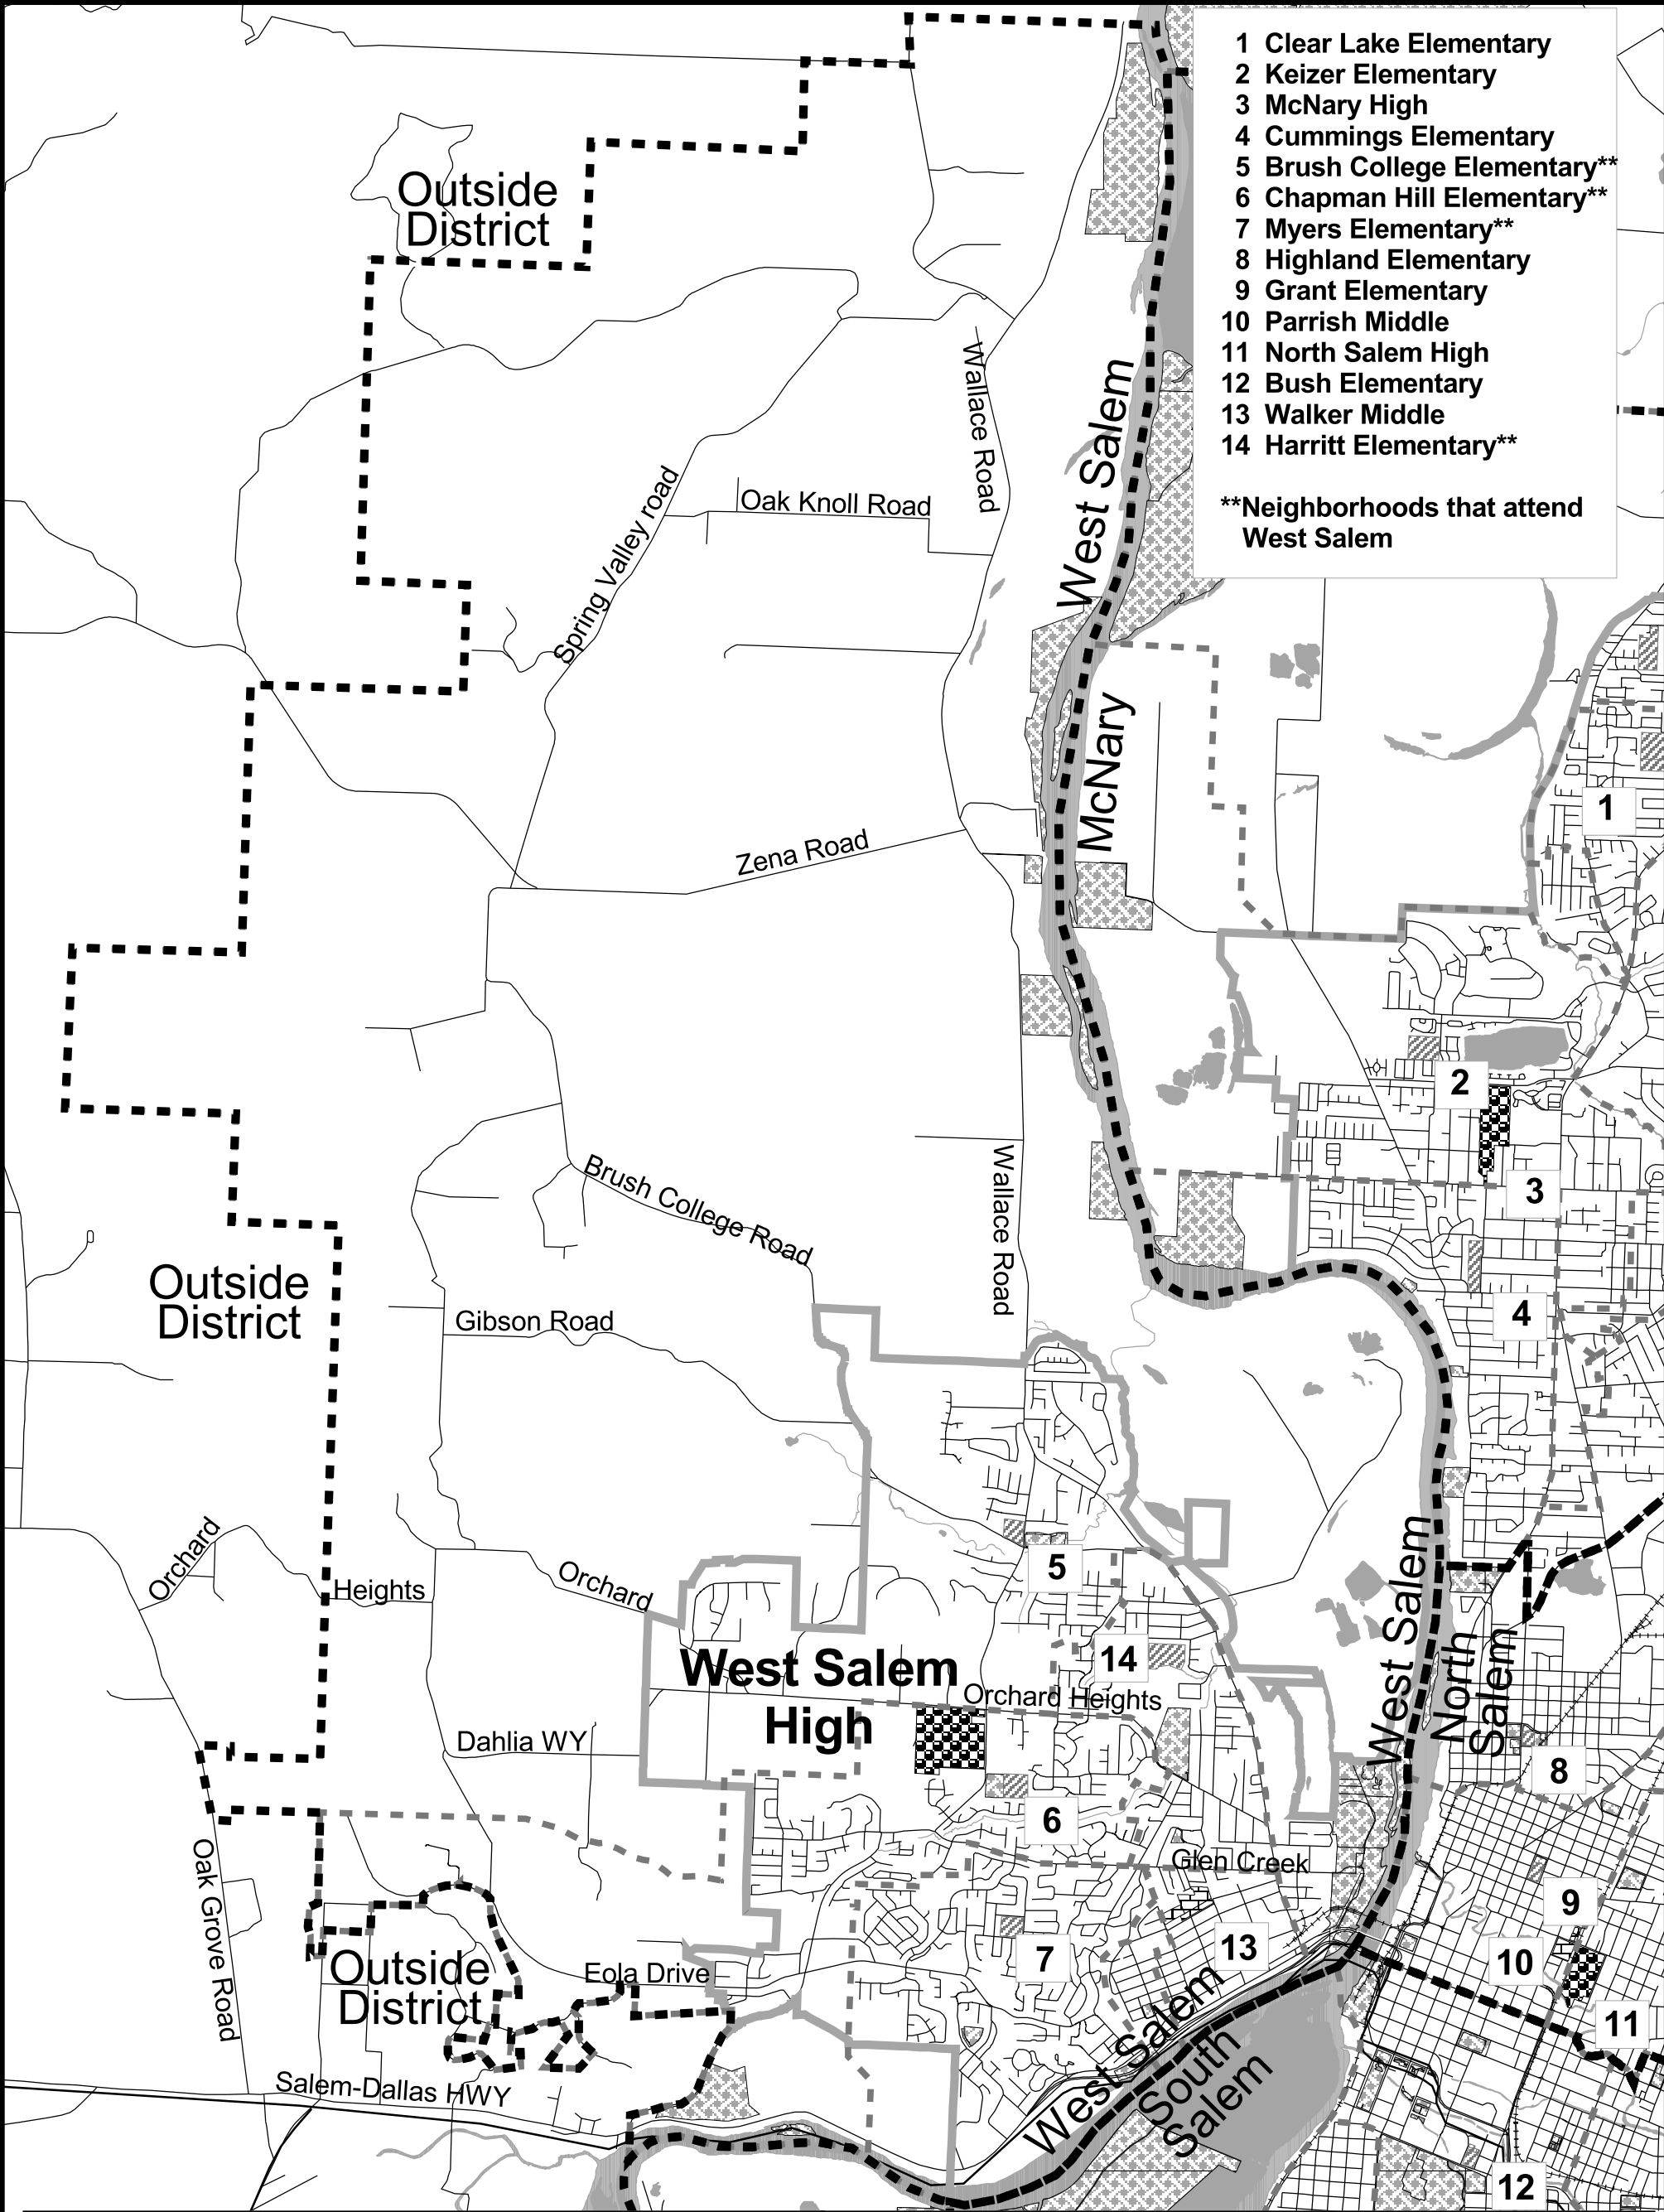 1 Clear Lake Elementary
2 Keizer Elementary
3 McNary High
4 Cummings Elementary
5 Brush College Elementary**
6 Chapman Hill Elementary**
7 Myers Elementary**
8 Highland Elementary
9 Grant Elementary
10 Parrish Middle
11 North Salem High
12 Bush Elementary
13 Walker Middle
14 Harritt Elementary**
**Neighborhoods that attend
West Salem
Outside
District
Wallace Road
West Salem
Oak Knoll Road
Spring Valley road
McNary
1
Zena Road
2
3
Brush College Road
Wallace Road
Outside
District
4
Gibson Road
Orchard
Heights
Orchard
5
West Salem
North
Salem
14
West Salem
High
Orchard Heights
Dahlia WY
8
6
Glen Creek
Oak Grove Road
9
13
7
10
Outside
District
Eola Drive
11
West Salem
South
Salem
Salem-Dallas HWY
12